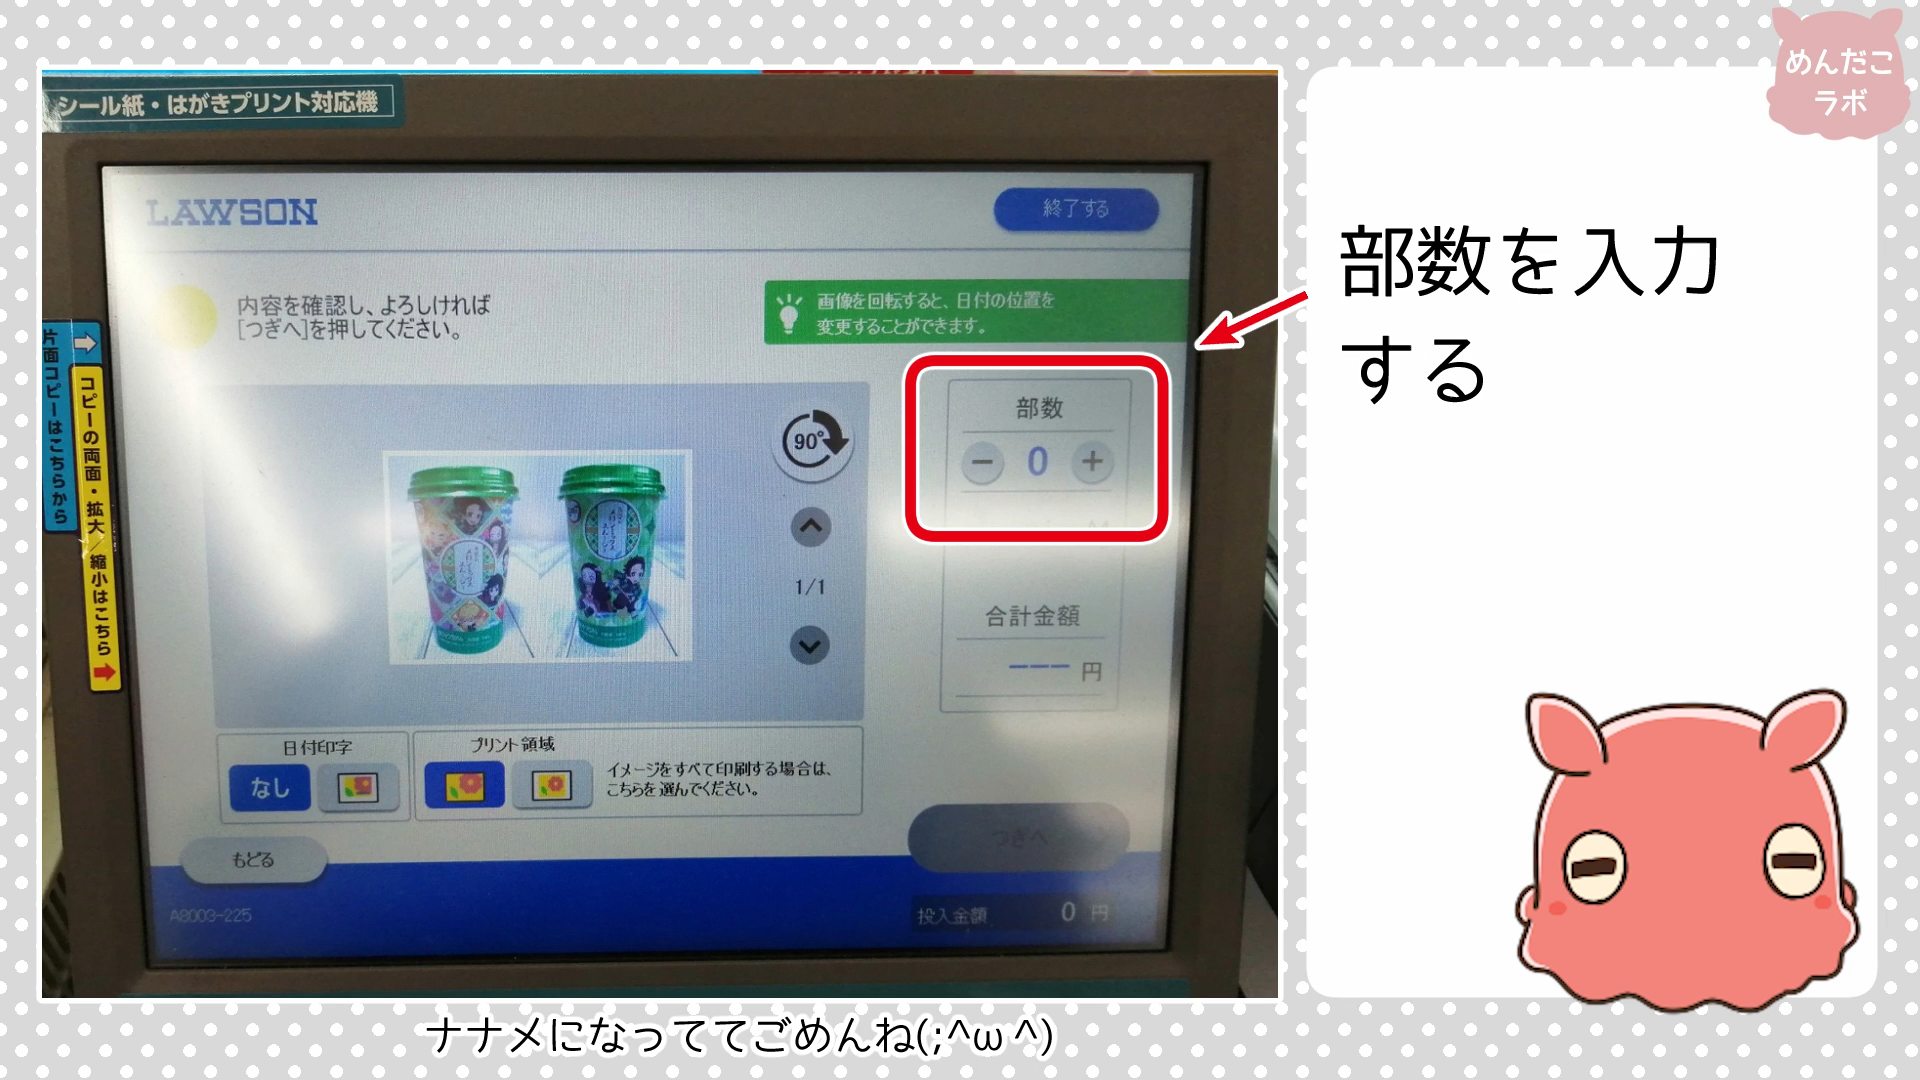 めんだこ
ラボ
シール紙・はがきプリント対応機
LAWSON
終了する
内容を確認し、よろしければ
[つぎへ]を押してください。
画像を回転すると、日付の位置を
変更することができます。
部数を入力
する
片面コピーはこちらから
コピーの両面・拡大/縮小はこちら
90°
部数
− 0 +
1/1
合計金額
--- 円
日付印字
なし
プリント領域
イメージをすべて印刷する場合は、
こちらを選んでください。
つぎへ
もどる
A8003-225
投入金額 0 円
ナナメになっっててごめんね(;^ω^)